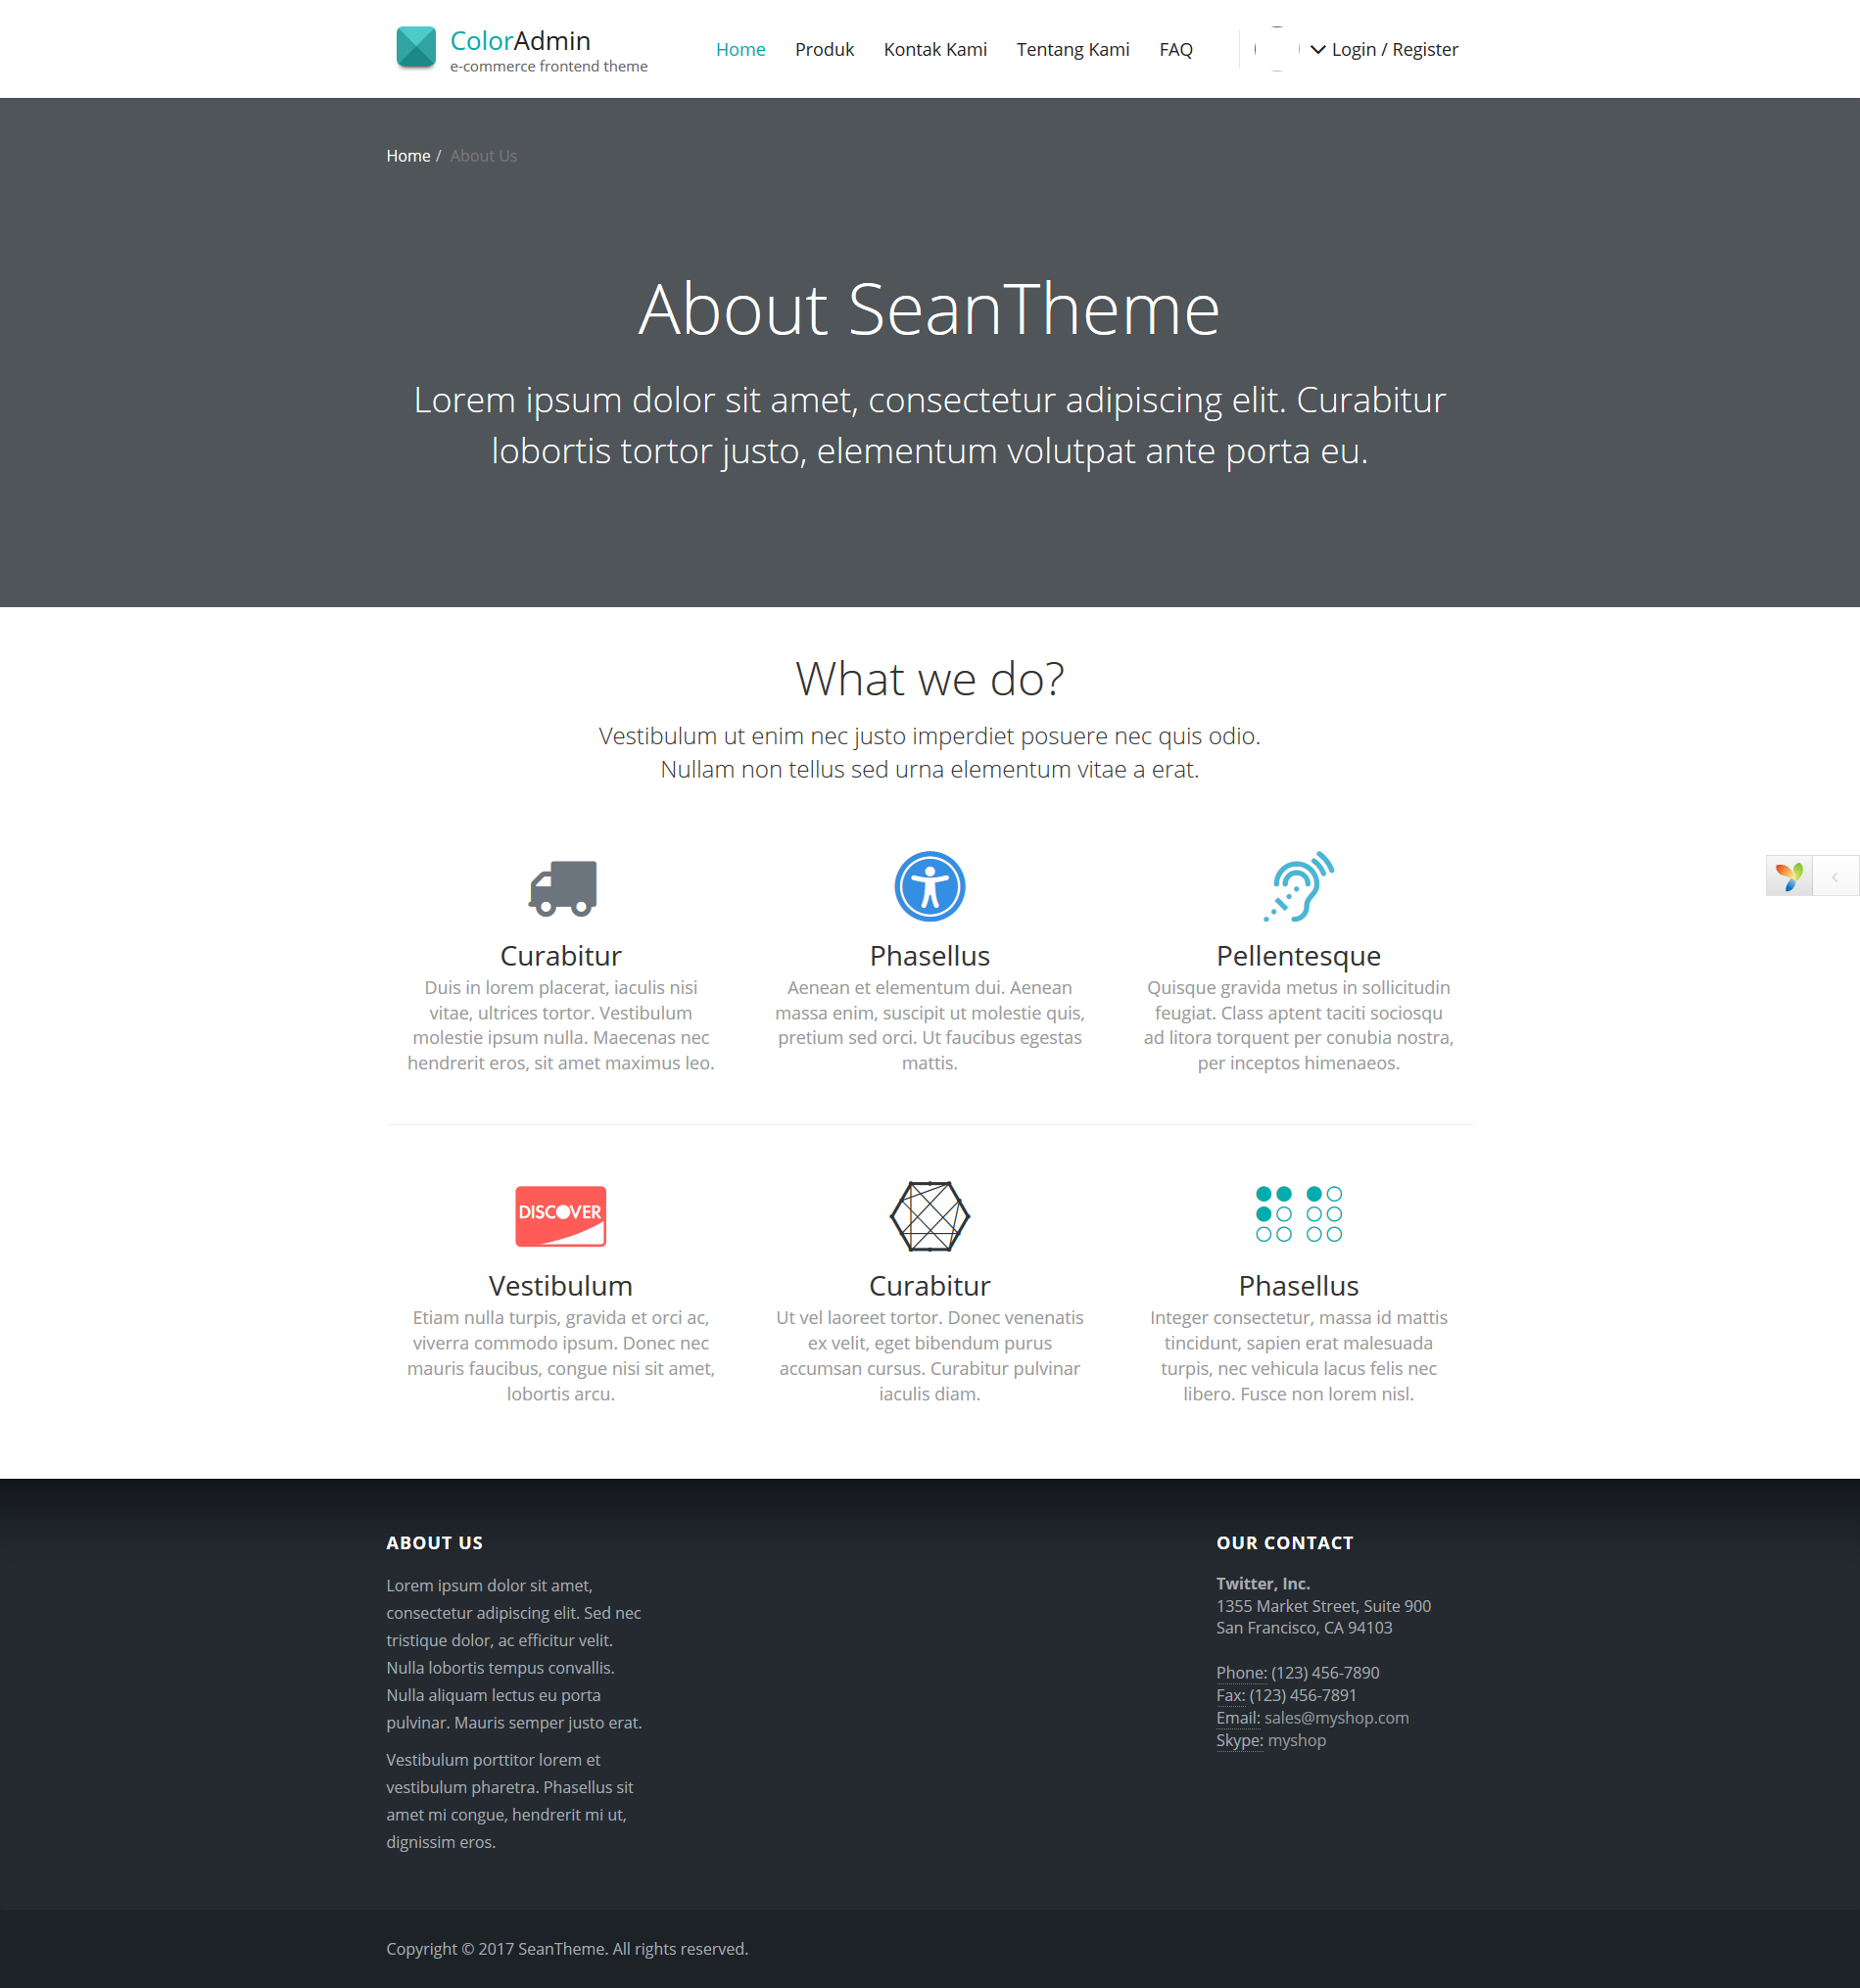 ColorAdmin
e-commerce frontend theme
Home
Produk
Kontak Kami
Tentang Kami
FAQ
Login / Register
Home / About Us
About SeanTheme
Lorem ipsum dolor sit amet, consectetur adipiscing elit. Curabitur
lobortis tortor justo, elementum volutpat ante porta eu.
What we do?
Vestibulum ut enim nec justo imperdiet posuere nec quis odio.
Nullam non tellus sed urna elementum vitae a erat.
Curabitur
Duis in lorem placerat, iaculis nisi
vitae, ultrices tortor. Vestibulum
molestie ipsum nulla. Maecenas nec
hendrerit eros, sit amet maximus leo.
Phasellus
Aenean et elementum dui. Aenean
massa enim, suscipit ut molestie quis,
pretium sed orci. Ut faucibus egestas
mattis.
Pellentesque
Quisque gravida metus in sollicitudin
feugiat. Class aptent taciti sociosqu
ad litora torquent per conubia nostra,
per inceptos himenaeos.
DISCOVER
Vestibulum
Etiam nulla turpis, gravida et orci ac,
viverra commodo ipsum. Donec nec
mauris faucibus, congue nisi sit amet,
lobortis arcu.
Curabitur
Ut vel laoreet tortor. Donec venenatis
ex velit, eget bibendum purus
accumsan cursus. Curabitur pulvinar
iaculis diam.
Phasellus
Integer consectetur, massa id mattis
tincidunt, sapien erat malesuada
turpis, nec vehicula lacus felis nec
libero. Fusce non lorem nisl.
ABOUT US
Lorem ipsum dolor sit amet,
consectetur adipiscing elit. Sed nec
tristique dolor, ac efficitur velit.
Nulla lobortis tempus convallis.
Nulla aliquam lectus eu porta
pulvinar. Mauris semper justo erat.
Vestibulum porttitor lorem et
vestibulum pharetra. Phasellus sit
amet mi congue, hendrerit mi ut,
dignissim eros.
OUR CONTACT
Twitter, Inc.
1355 Market Street, Suite 900
San Francisco, CA 94103
Phone: (123) 456-7890
Fax: (123) 456-7891
Email: sales@myshop.com
Skype: myshop
Copyright © 2017 SeanTheme. All rights reserved.